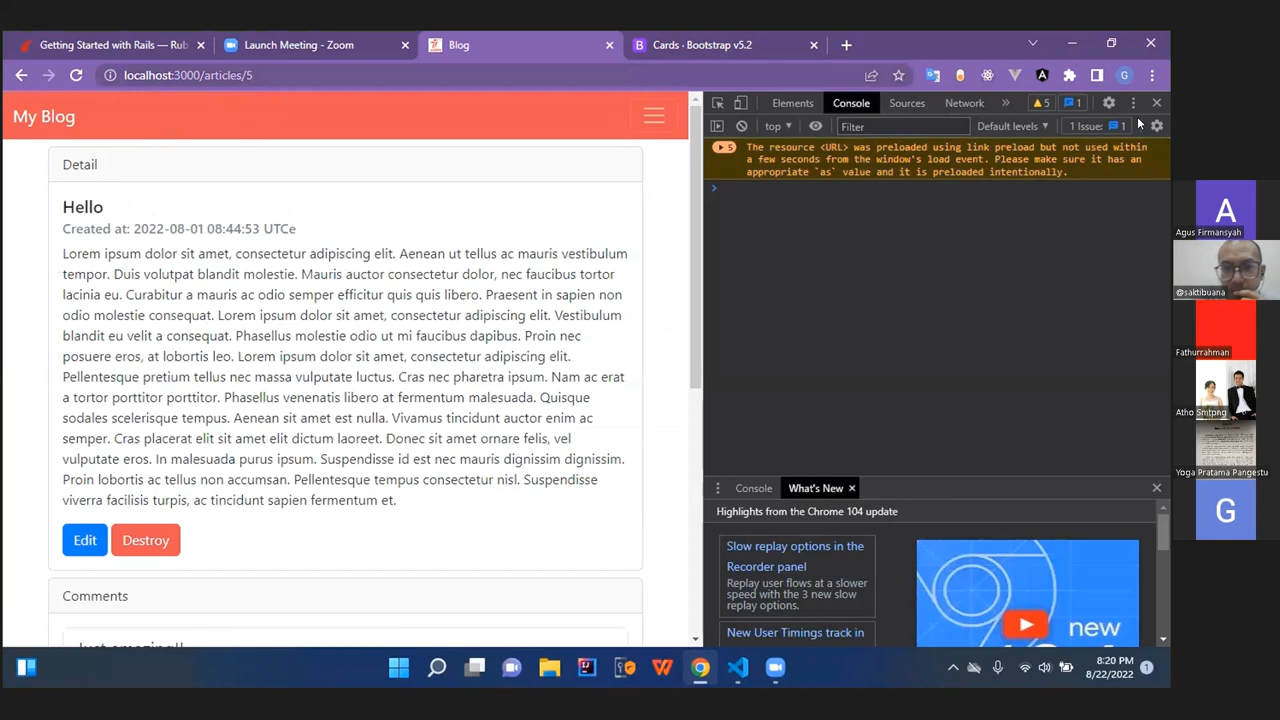 Getting Started with Rails — Rub
Launch Meeting - Zoom
Blog
Cards · Bootstrap v5.2
localhost:3000/articles/5
G
My Blog
Detail
Hello
Created at: 2022-08-01 08:44:53 UTCe
Lorem ipsum dolor sit amet, consectetur adipiscing elit. Aenean ut tellus ac mauris vestibulum
tempor. Duis volutpat blandit molestie. Mauris auctor consectetur dolor, nec faucibus tortor
lacinia eu. Curabitur a mauris ac odio semper efficitur quis quis libero. Praesent in sapien non
odio molestie consequat. Lorem ipsum dolor sit amet, consectetur adipiscing elit. Vestibulum
blandit eu velit a consequat. Phasellus molestie odio ut mi faucibus dapibus. Proin nec
posuere eros, at lobortis leo. Lorem ipsum dolor sit amet, consectetur adipiscing elit.
Pellentesque pretium tellus nec massa vulputate luctus. Cras nec pharetra ipsum. Nam ac erat
a tortor porttitor porttitor. Phasellus venenatis libero at fermentum malesuada. Quisque
sodales scelerisque tempus. Aenean sit amet est nulla. Vivamus tincidunt auctor enim ac
semper. Cras placerat elit sit amet elit dictum laoreet. Donec sit amet ornare felis, vel
vulputate eros. In malesuada purus ipsum. Suspendisse id est nec mauris dignissim dignissim.
Proin lobortis ac tellus non accumsan. Pellentesque tempus consectetur nisl. Suspendisse
viverra facilisis turpis, ac tincidunt sapien fermentum et.
Edit
Destroy
Comments
Just amazing!!
Elements
Console
Sources
Network
»
5
1
top
Filter
Default levels
1 Issue:
1
5
The resource <URL> was preloaded using link preload but not used within
a few seconds from the window's load event. Please make sure it has an
appropriate `as` value and it is preloaded intentionally.
Console
What's New
Highlights from the Chrome 104 update
Slow replay options in the
Recorder panel
Replay user flows at a slower
speed with the 3 new slow
replay options.
New User Timings track in
new
8:20 PM
8/22/2022
1
A
Agus Firmansyah
@saktibuana
Fathurrahman
Atho Smtpng
Yoga Pratama Pangestu
G